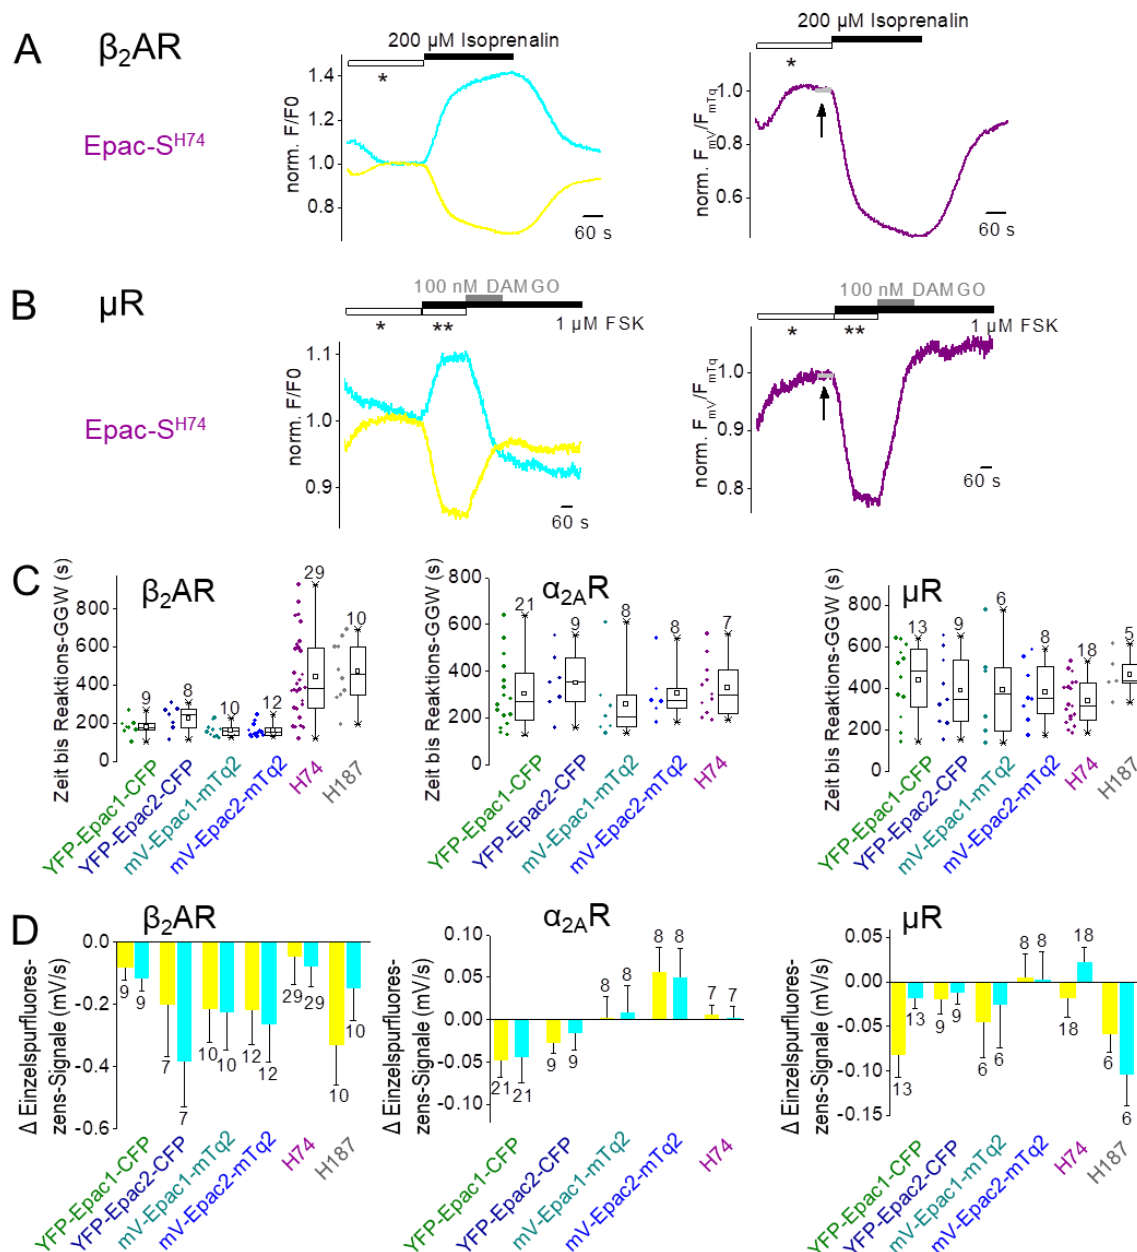 A β₂AR
Epac-Sᴴ⁷⁴
200 µM Isoprenalin
*
norm. F/F0
1.4
1.2
1.0
0.8
60 s
200 µM Isoprenalin
*
norm. FmV/FmTq
1.0
0.8
0.6
60 s
B µR
Epac-Sᴴ⁷⁴
100 nM DAMGO
* **
1 µM FSK
norm. F/F0
1.1
1.0
0.9
60 s
100 nM DAMGO
* **
1 µM FSK
norm. FmV/FmTq
1.0
0.9
0.8
60 s
C
β₂AR
Zeit bis Reaktions-GGW (s)
800
600
400
200
0
9 8 10 12 29 10
YFP-Epac1-CFP
YFP-Epac2-CFP
mV-Epac1-mTq2
mV-Epac2-mTq2
H74
H187
α₂ₐR
Zeit bis Reaktions-GGW (s)
800
600
400
200
0
21 9 8 8 7
YFP-Epac1-CFP
YFP-Epac2-CFP
mV-Epac1-mTq2
mV-Epac2-mTq2
H74
µR
Zeit bis Reaktions-GGW (s)
800
600
400
200
0
13 9 6 8 18 5
YFP-Epac1-CFP
YFP-Epac2-CFP
mV-Epac1-mTq2
mV-Epac2-mTq2
H74
H187
D
β₂AR
Δ Einzelspurfluores-
zens-Signale (mV/s)
0.0
-0.2
-0.4
-0.6
9 9 7 7 10 10 12 12 29 29 10 10
YFP-Epac1-CFP
YFP-Epac2-CFP
mV-Epac1-mTq2
mV-Epac2-mTq2
H74
H187
α₂ₐR
Δ Einzelspurfluores-
zens-Signale (mV/s)
0.10
0.05
0.00
-0.05
-0.10
21 21 9 9 8 8 8 8 7 7
YFP-Epac1-CFP
YFP-Epac2-CFP
mV-Epac1-mTq2
mV-Epac2-mTq2
H74
µR
Δ Einzelspurfluores-
zens-Signale (mV/s)
0.05
0.00
-0.05
-0.10
-0.15
13 13 9 9 6 6 8 8 18 18 6 6
YFP-Epac1-CFP
YFP-Epac2-CFP
mV-Epac1-mTq2
mV-Epac2-mTq2
H74
H187